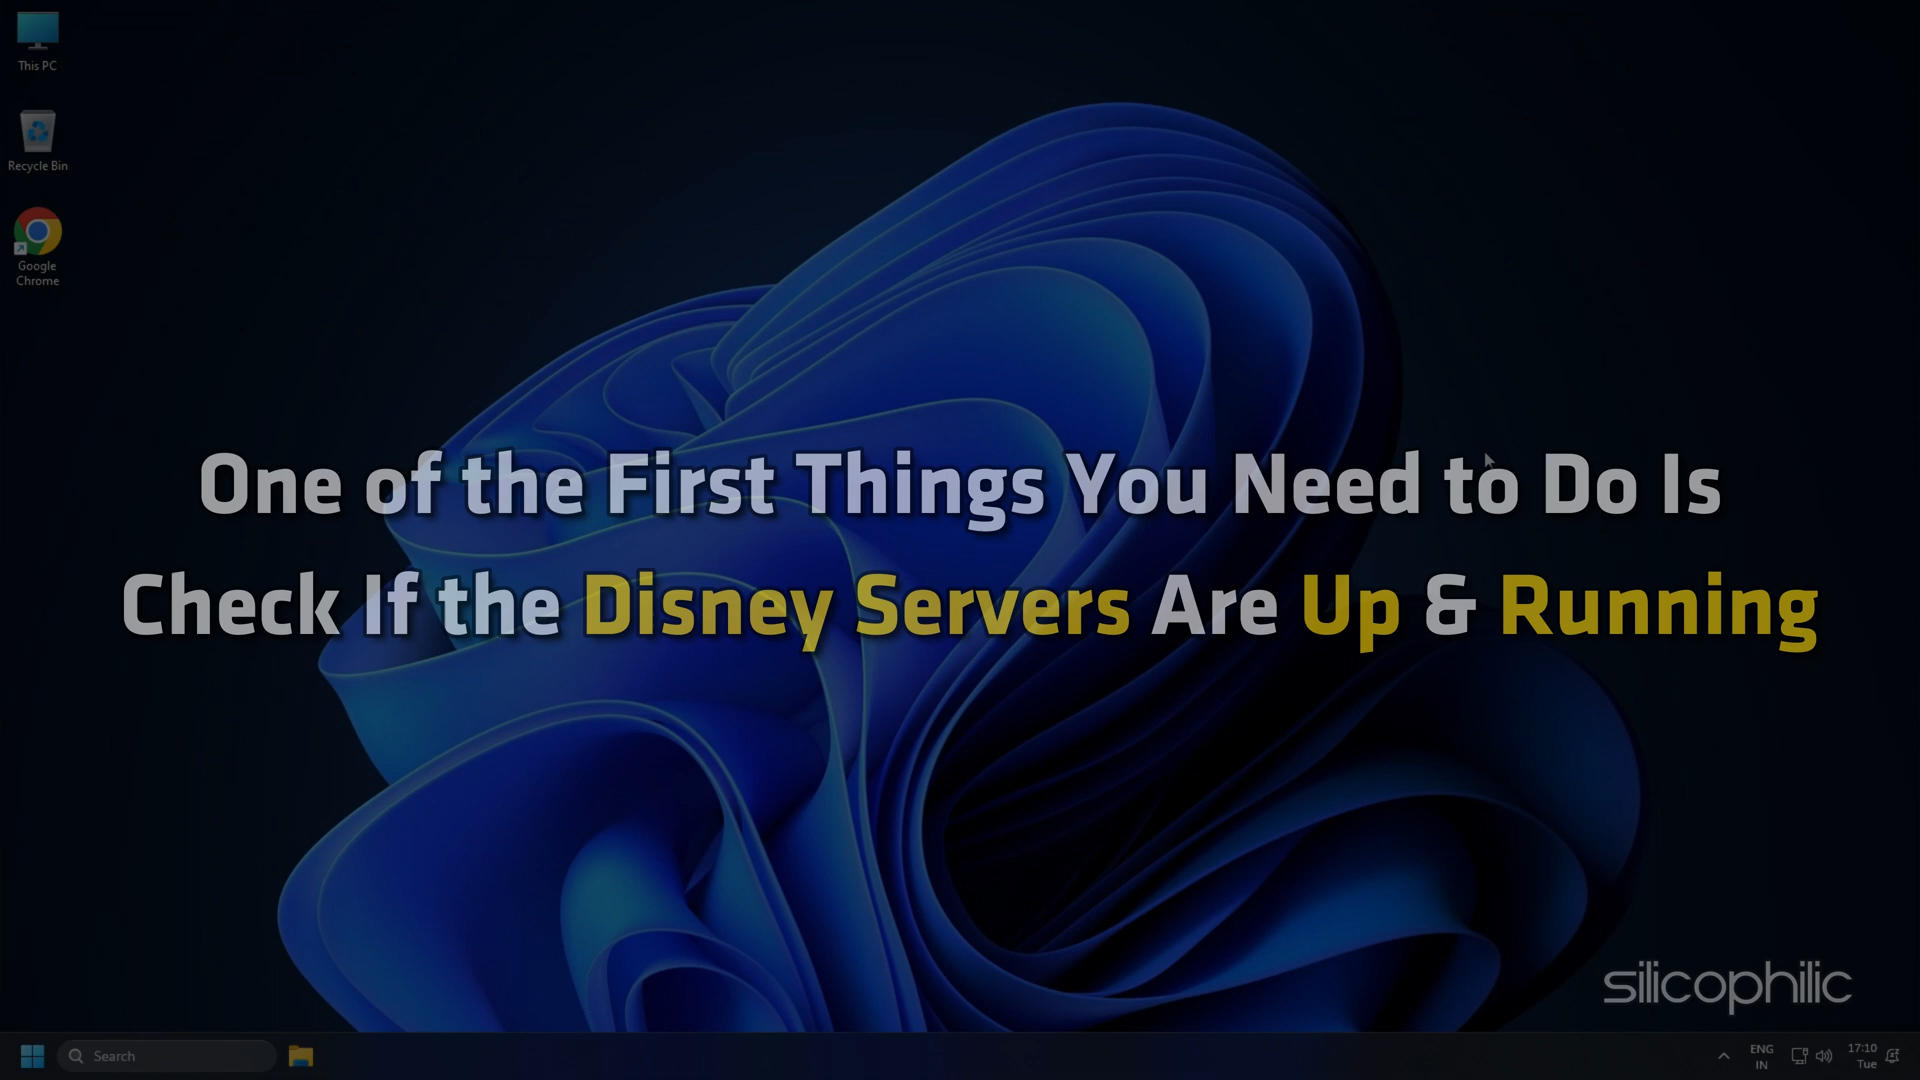 This PC
Recycle Bin
Google
Chrome
One of the First Things You Need to Do Is
Check If the Disney Servers Are Up & Running
silicophilic
Search
ENG
IN
17:10
Tue